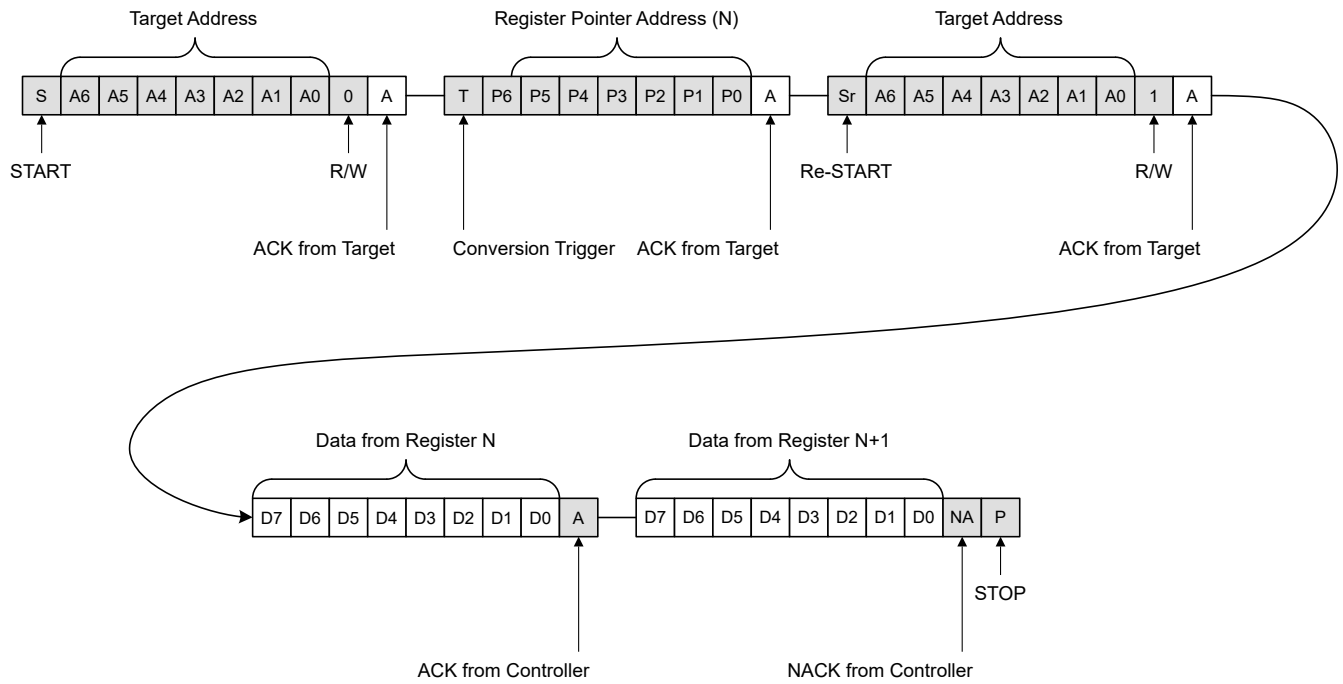 Target Address Register Pointer Address (N) Target Address
S A6 A5 A4 A3 A2 A1 A0 0 A T P6 P5 P4 P3 P2 P1 P0 A Sr A6 A5 A4 A3 A2 A1 A0 1 A
START R/W Re-START R/W
ACK from Target Conversion Trigger ACK from Target ACK from Target
Data from Register N Data from Register N+1
D7 D6 D5 D4 D3 D2 D1 D0 A D7 D6 D5 D4 D3 D2 D1 D0 NA P
STOP
ACK from Controller NACK from Controller